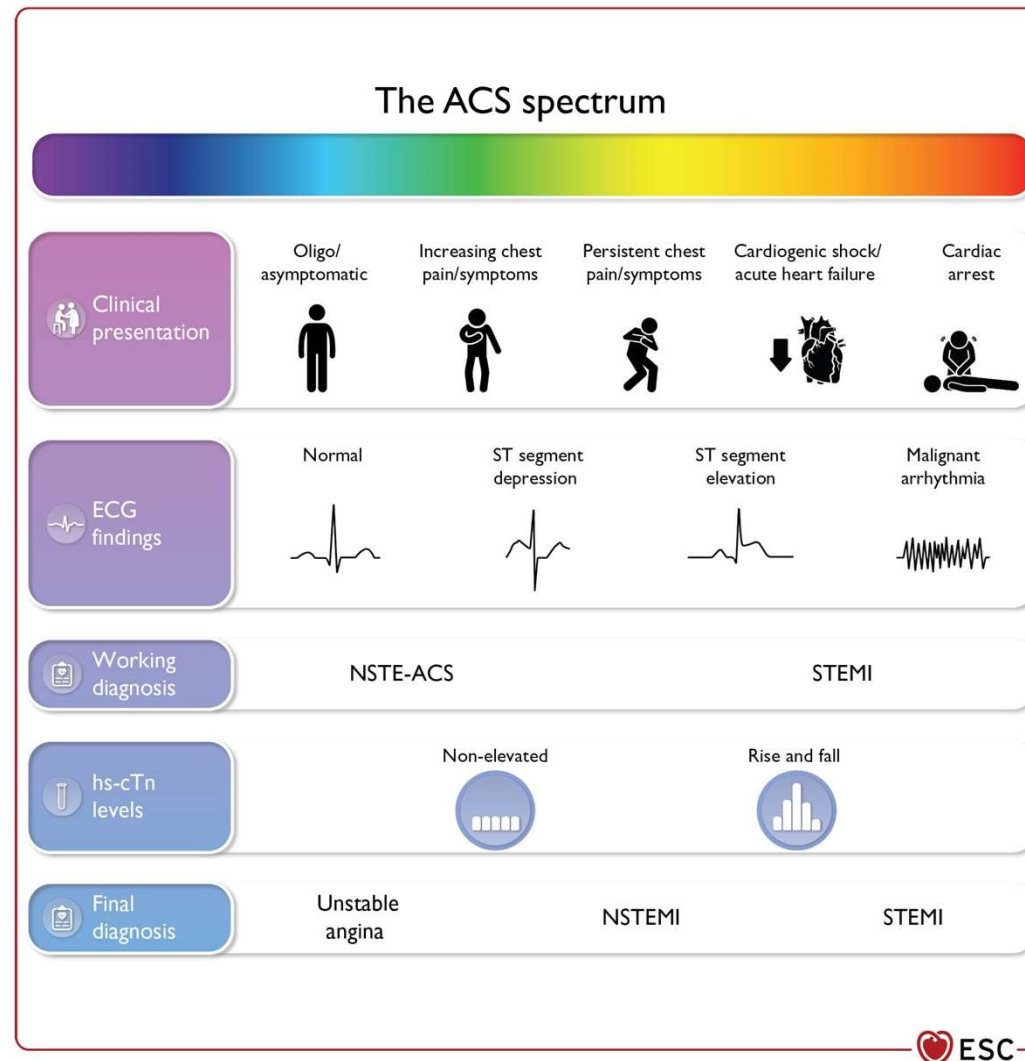 The ACS spectrum
Clinical
presentation
Oligo/
asymptomatic
Increasing chest
pain/symptoms
Persistent chest
pain/symptoms
Cardiogenic shock/
acute heart failure
Cardiac
arrest
ECG
findings
Normal
ST segment
depression
ST segment
elevation
Malignant
arrhythmia
Working
diagnosis
NSTE-ACS
STEMI
hs-cTn
levels
Non-elevated
Rise and fall
Final
diagnosis
Unstable
angina
NSTEMI
STEMI
ESC